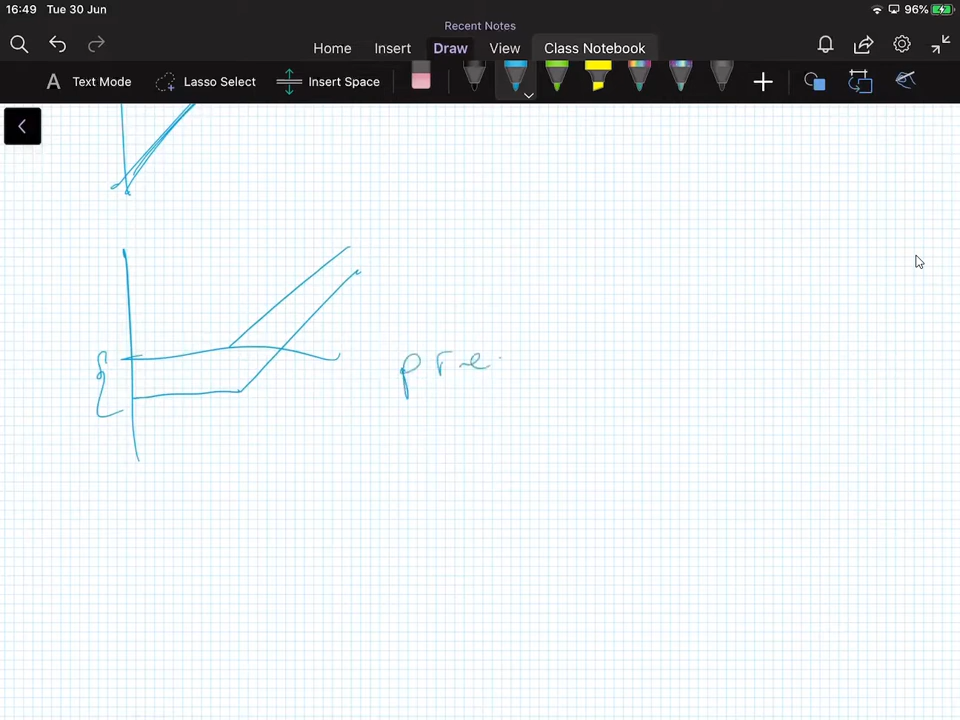 16:49 Tue 30 Jun 96%
Recent Notes
Home Insert Draw View Class Notebook
Text Mode Lasso Select Insert Space
pre